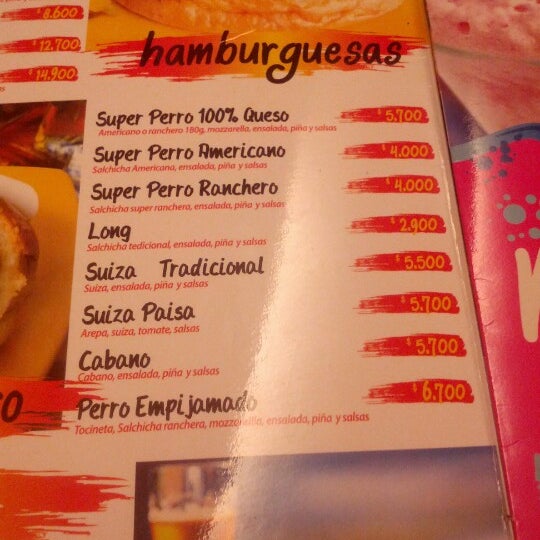 $ 8.600
$ 12.700
$ 14.900
hamburguesas
Super Perro 100% Queso $ 5.700
Americano o ranchero 180g, mozzarella, ensalada, piña y salsas
Super Perro Americano $ 4.000
Salchicha Americano, ensalada, piña y salsas
Super Perro Ranchero $ 4.000
Salchicha super ranchera, ensalada, piña y salsas
Long $ 2.900
Salchicha tedicional, ensalada, piña y salsas
Suiza Tradicional $ 5.500
Suiza, ensalada, piña y salsas
Suiza Paisa $ 5.700
Arepa, suiza, tomate, salsas
Cabano $ 5.700
Cabano, ensalada, piña y salsas
Perro Empijamado $ 6.700
Tocineta, Salchicha ranchera, mozzarella, ensalada, piña y salsas